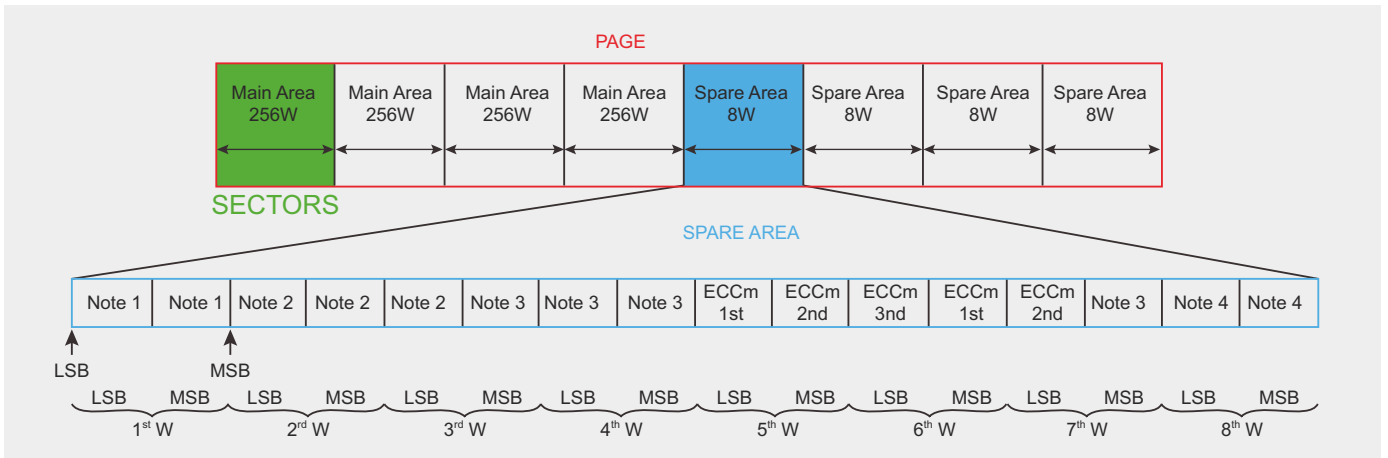 PAGE
Main Area Main Area Main Area Main Area Spare Area Spare Area Spare Area Spare Area
256W 256W 256W 256W 8W 8W 8W 8W
SECTORS
SPARE AREA
Note 1 Note 1 Note 2 Note 2 Note 2 Note 3 Note 3 Note 3 ECCm ECCm ECCm ECCm ECCm Note 3 Note 4 Note 4
1st 2nd 3nd 1st 2nd
LSB MSB
LSB MSB LSB MSB LSB MSB LSB MSB LSB MSB LSB MSB LSB MSB LSB MSB
1st W 2rd W 3rd W 4th W 5th W 6th W 7th W 8th W